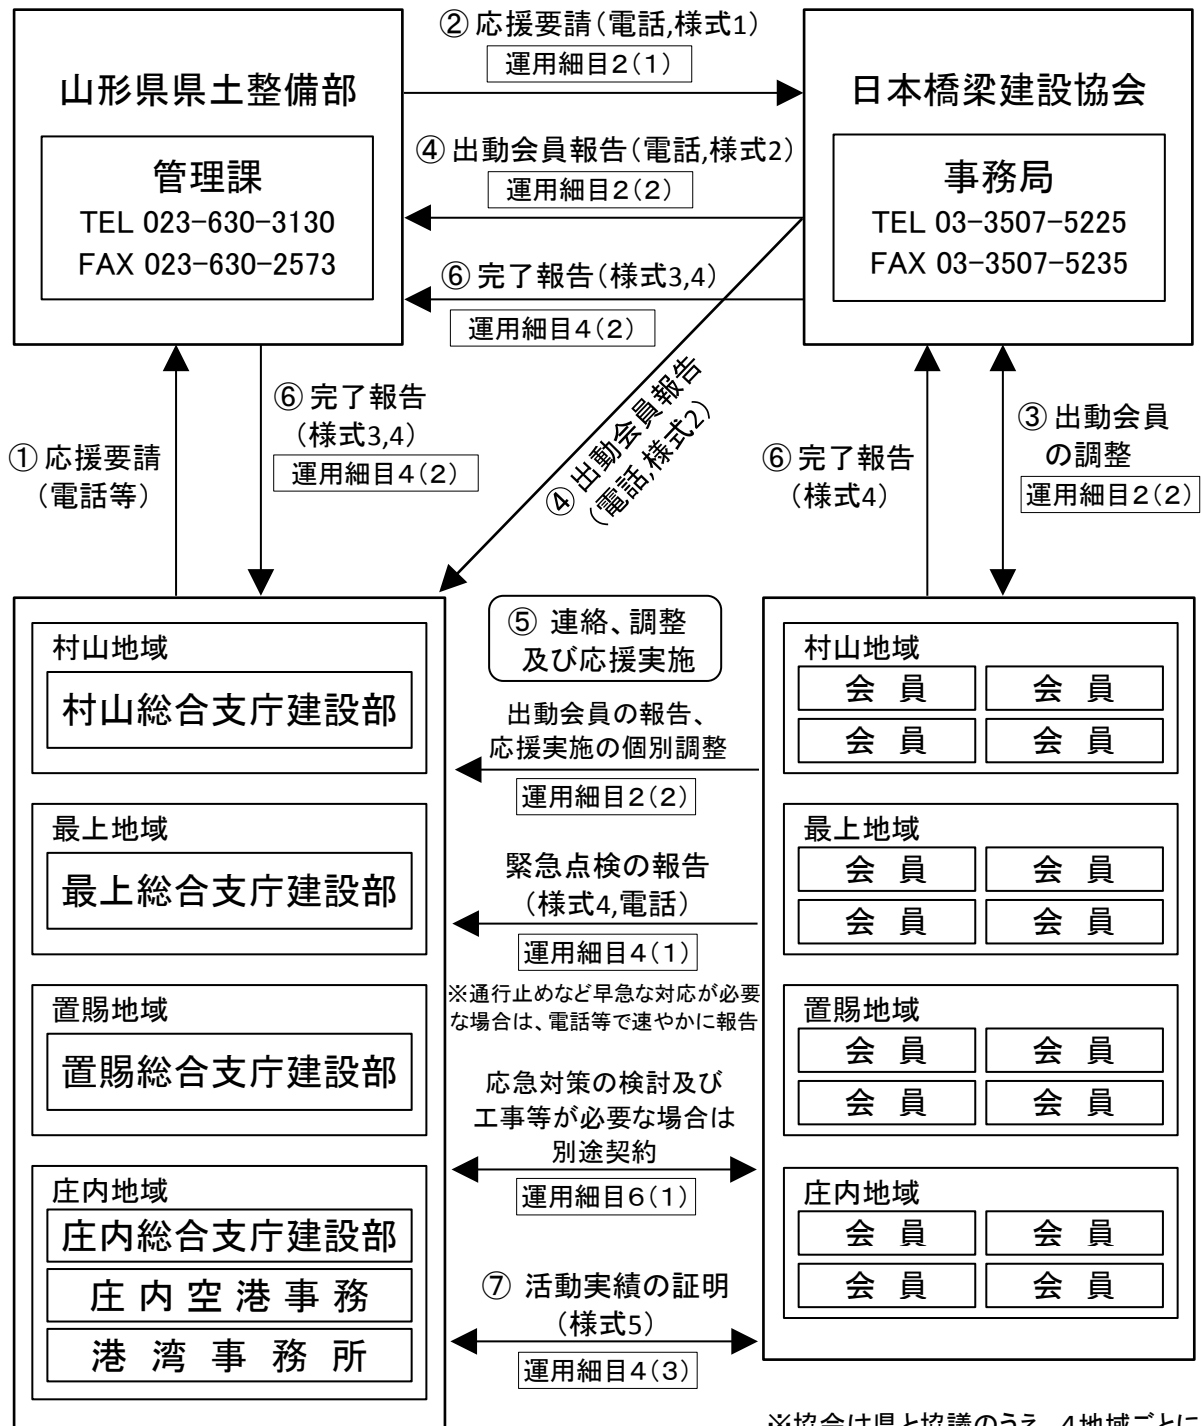 ②応援要請(電話,様式1)
運用細目2(1)
山形県県土整備部
管理課
TEL 023-630-3130
FAX 023-630-2573
日本橋梁建設協会
事務局
TEL 03-3507-5225
FAX 03-3507-5235
④出動会員報告(電話,様式2)
運用細目2(2)
⑥完了報告(様式3,4)
運用細目4(2)
①応援要請
(電話等)
⑥完了報告
(様式3,4)
運用細目4(2)
④出動会員報告
(電話,様式2)
⑥完了報告
(様式4)
③出動会員
の調整
運用細目2(2)
村山地域
村山総合支庁建設部
最上地域
最上総合支庁建設部
置賜地域
置賜総合支庁建設部
庄内地域
庄内総合支庁建設部
庄内空港事務
港湾事務所
⑤ 連絡、調整
及び応援実施
出動会員の報告、
応援実施の個別調整
運用細目2(2)
緊急点検の報告
(様式4,電話)
運用細目4(1)
※通行止めなど早急な対応が必要
な場合は、電話等で速やかに報告
応急対策の検討及び
工事等が必要な場合は
別途契約
運用細目6(1)
⑦ 活動実績の証明
(様式5)
運用細目4(3)
村山地域
会員 会員
会員 会員
最上地域
会員 会員
会員 会員
置賜地域
会員 会員
会員 会員
庄内地域
会員 会員
会員 会員
※協会は県と協議のうえ、4地域ごとに